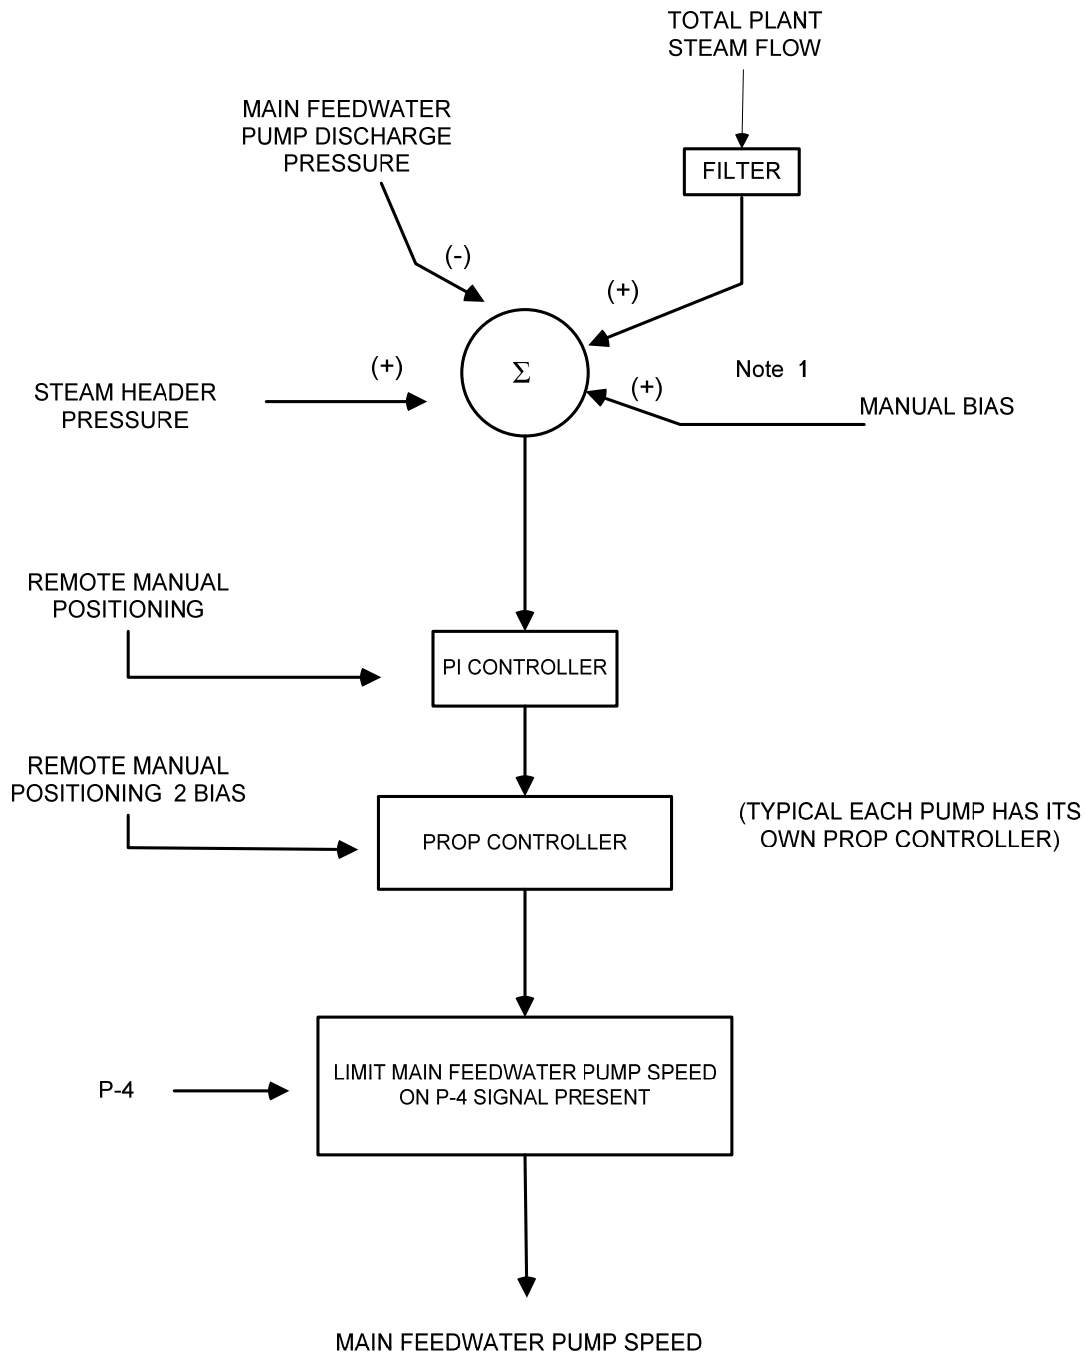 TOTAL PLANT
STEAM FLOW
MAIN FEEDWATER
PUMP DISCHARGE
PRESSURE
FILTER
(-)
(+)
Σ
(+)
STEAM HEADER
PRESSURE
(+)
Note 1
MANUAL BIAS
REMOTE MANUAL
POSITIONING
PI CONTROLLER
REMOTE MANUAL
POSITIONING 2 BIAS
PROP CONTROLLER
(TYPICAL EACH PUMP HAS ITS
OWN PROP CONTROLLER)
P-4
LIMIT MAIN FEEDWATER PUMP SPEED
ON P-4 SIGNAL PRESENT
MAIN FEEDWATER PUMP SPEED